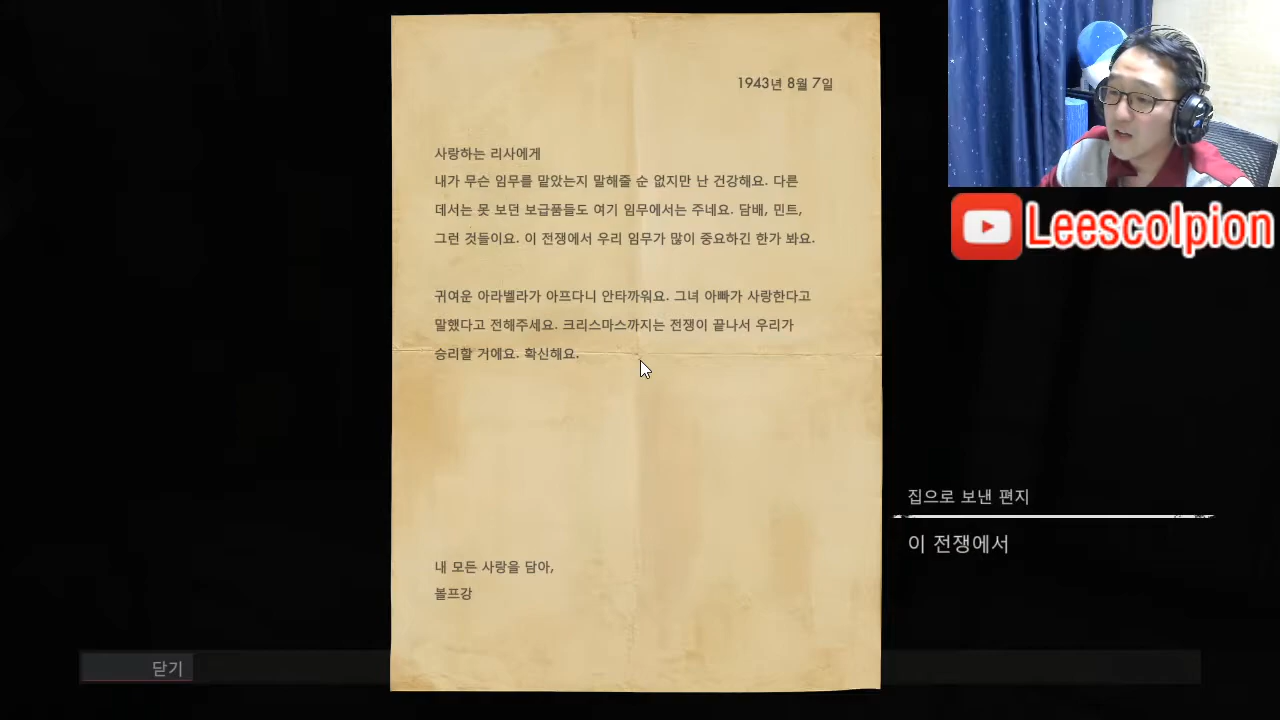 1943년 8월 7일
사랑하는 리사에게
내가 무슨 임무를 맡았는지 말해줄 순 없지만 난 건강해요. 다른
데서는 못 보던 보급품들도 여기 임무에서는 주네요. 담배, 민트,
그런 것들이요. 이 전쟁에서 우리 임무가 많이 중요하긴 한가 봐요.
귀여운 아라벨라가 아프다니 안타까워요. 그녀 아빠가 사랑한다고
말했다고 전해주세요. 크리스마스까지는 전쟁이 끝나서 우리가
승리할 거에요. 확신해요.
내 모든 사랑을 담아,
볼프강
Leescolpion
집으로 보낸 편지
이 전쟁에서
닫기